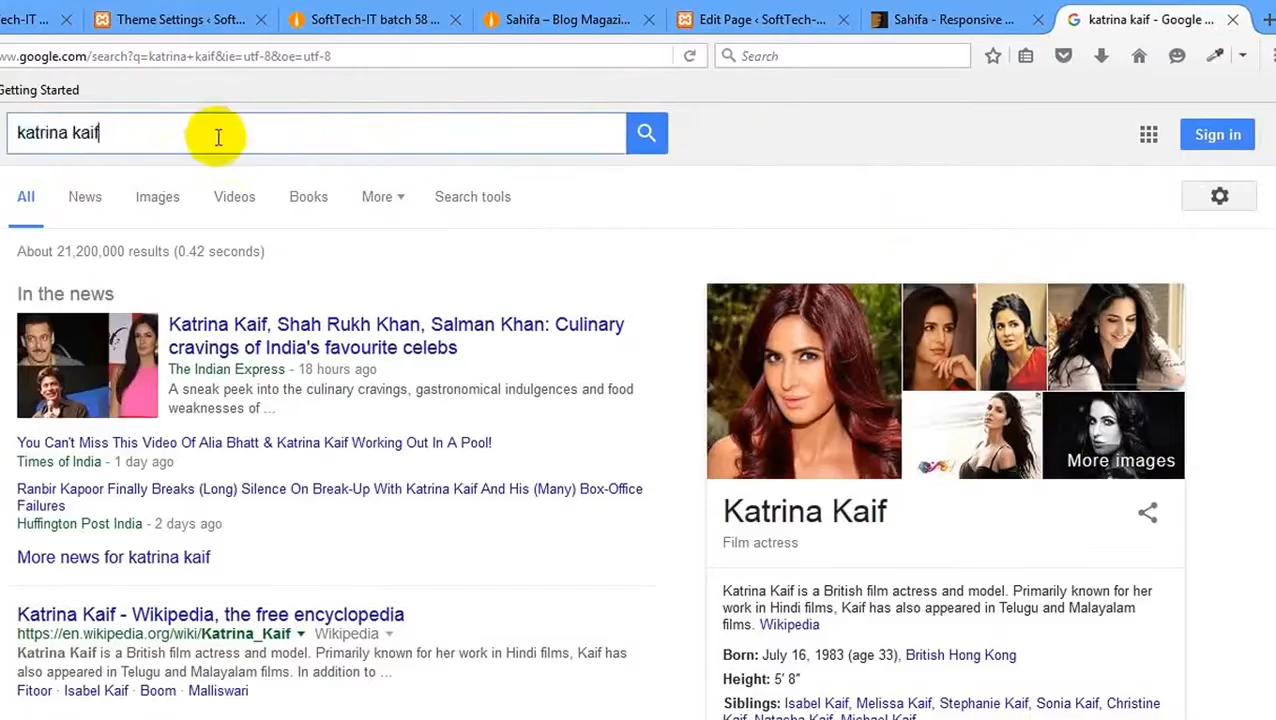 Tech-IT ...
Theme Settings ‹ Soft...
SoftTech-IT batch 58 ...
Sahifa – Blog Magazi...
Edit Page ‹ SoftTech-...
Sahifa - Responsive ...
katrina kaif - Google ...
ww.google.com/search?q=katrina+kaif&ie=utf-8&oe=utf-8
Search
Getting Started
katrina kaif
Sign in
All News Images Videos Books More Search tools
About 21,200,000 results (0.42 seconds)
In the news
Katrina Kaif, Shah Rukh Khan, Salman Khan: Culinary
cravings of India's favourite celebs
The Indian Express - 18 hours ago
A sneak peek into the culinary cravings, gastronomical indulgences and food
weaknesses of ...
You Can't Miss This Video Of Alia Bhatt & Katrina Kaif Working Out In A Pool!
Times of India - 1 day ago
Ranbir Kapoor Finally Breaks (Long) Silence On Break-Up With Katrina Kaif And His (Many) Box-Office
Failures
Huffington Post India - 2 days ago
More news for katrina kaif
Katrina Kaif - Wikipedia, the free encyclopedia
https://en.wikipedia.org/wiki/Katrina_Kaif Wikipedia
Katrina Kaif is a British film actress and model. Primarily known for her work in Hindi films, Kaif has
also appeared in Telugu and Malayalam films. In addition to ...
Fitoor · Isabel Kaif · Boom · Malliswari
More images
Katrina Kaif
Film actress
Katrina Kaif is a British film actress and model. Primarily known for her
work in Hindi films, Kaif has also appeared in Telugu and Malayalam
films. Wikipedia
Born: July 16, 1983 (age 33), British Hong Kong
Height: 5′ 8″
Siblings: Isabel Kaif, Melissa Kaif, Stephanie Kaif, Sonia Kaif, Christine
Kaif, Natasha Kaif, Michael Kaif